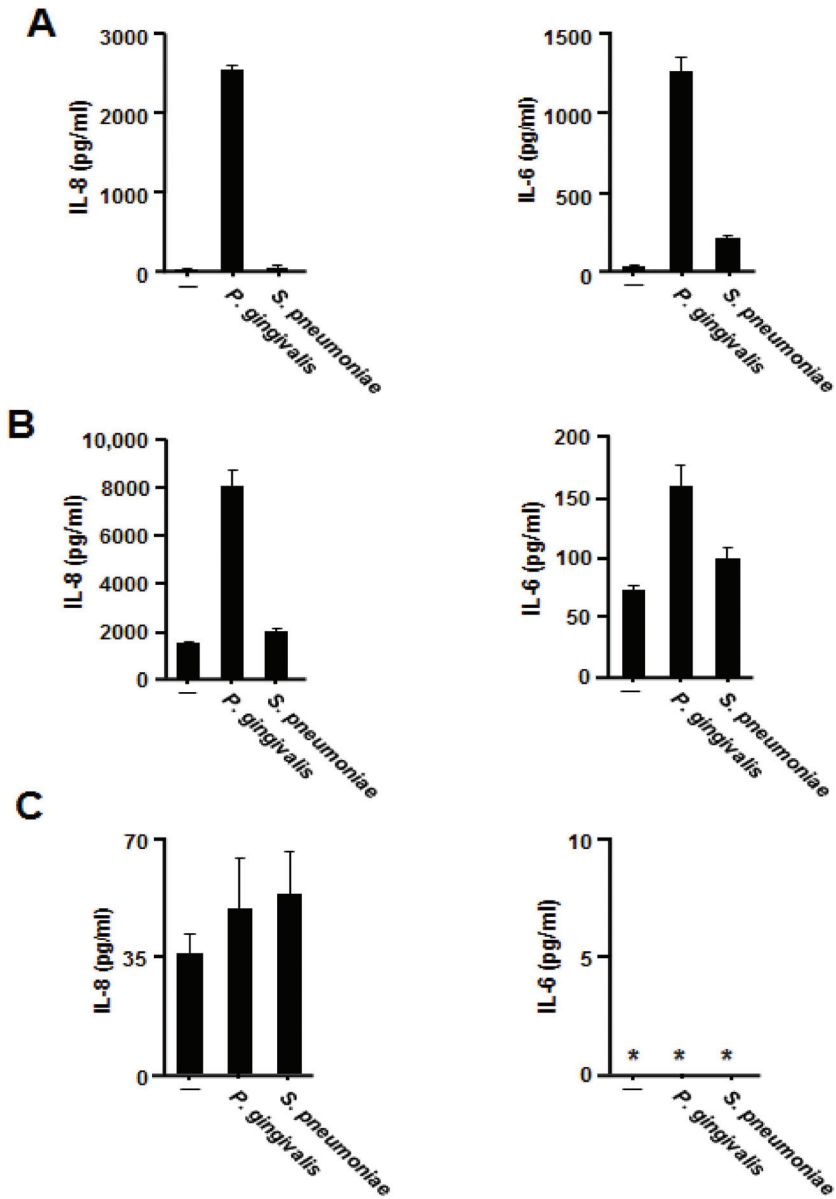 A
IL-8 (pg/ml)
3000
2000
1000
0
—
P. gingivalis
S. pneumoniae
IL-6 (pg/ml)
1500
1000
500
0
—
P. gingivalis
S. pneumoniae
B
IL-8 (pg/ml)
10,000
8000
6000
4000
2000
0
—
P. gingivalis
S. pneumoniae
IL-6 (pg/ml)
200
150
100
50
0
—
P. gingivalis
S. pneumoniae
C
IL-8 (pg/ml)
70
35
0
—
P. gingivalis
S. pneumoniae
IL-6 (pg/ml)
10
5
0
* * *
—
P. gingivalis
S. pneumoniae